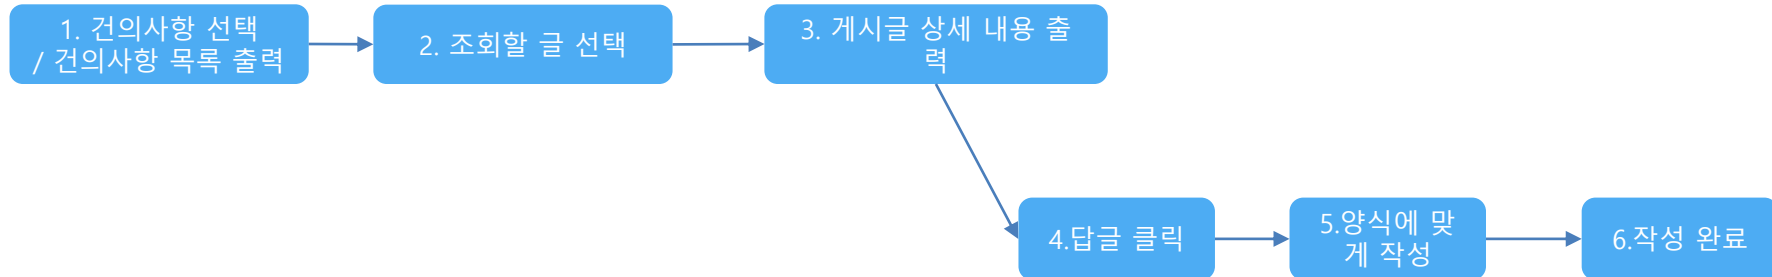 1. 건의사항 선택
/ 건의사항 목록 출력
2. 조회할 글 선택
3. 게시글 상세 내용 출
력
4.답글 클릭
5.양식에 맞
게 작성
6.작성 완료